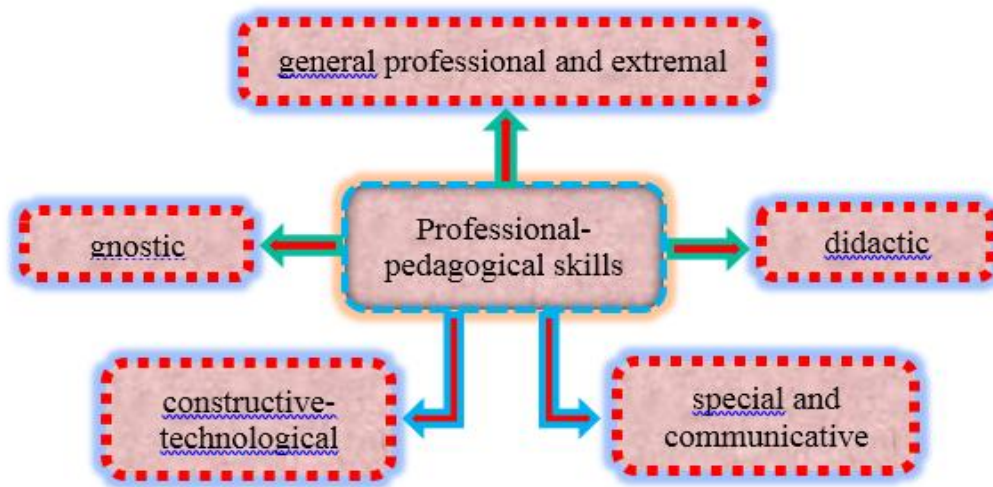 general professional and extremal
gnostic
Professional-
pedagogical skills
didactic
constructive-
technological
special and
communicative